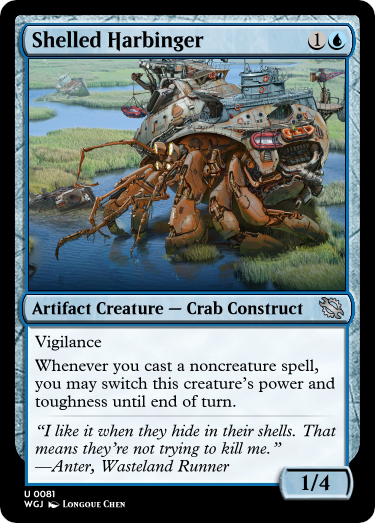 Shelled Harbinger 1
Artifact Creature — Crab Construct
Vigilance
Whenever you cast a noncreature spell,
you may switch this creature's power and
toughness until end of turn.
“I like it when they hide in their shells. That
means they're not trying to kill me.”
—Anter, Wasteland Runner
1/4
U 0081
WGJ Longoue Chen